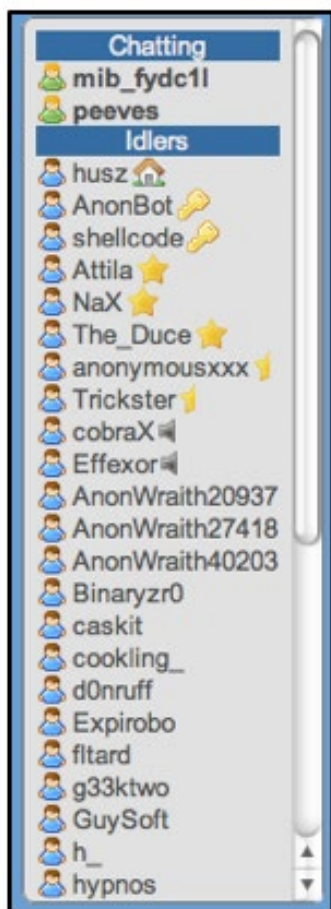 Chatting
mib_fydc1l
peeves
Idlers
husz
AnonBot
shellcode
Attila
NaX
The_Duce
anonymousxxx
Trickster
cobraX
Effexor
AnonWraith20937
AnonWraith27418
AnonWraith40203
Binaryzr0
caskit
cookling_
d0nruff
Expirobo
fltard
g33ktwo
GuySoft
h_
hypnos